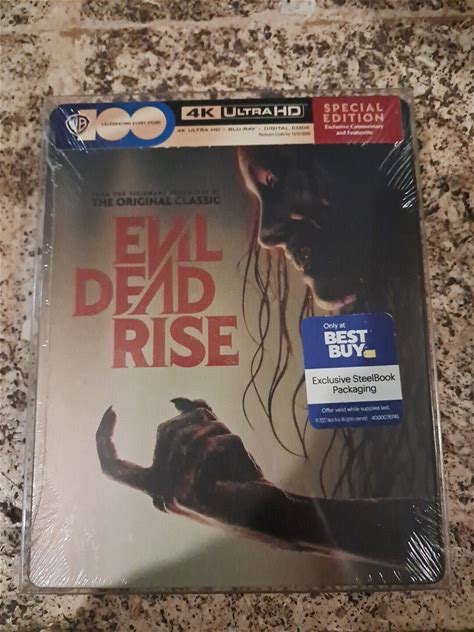 WB
100
CELEBRATING EVERY STORY
4K ULTRA HD
4K ULTRA HD • BLU-RAY • DIGITAL CODE
SPECIAL
EDITION
Exclusive Commentary
and Featurette
THE ORIGINAL CLASSIC
EVIL
DEAD
RISE
Only at
BEST
BUY
Exclusive SteelBook
Packaging
Offer valid while supplies last.